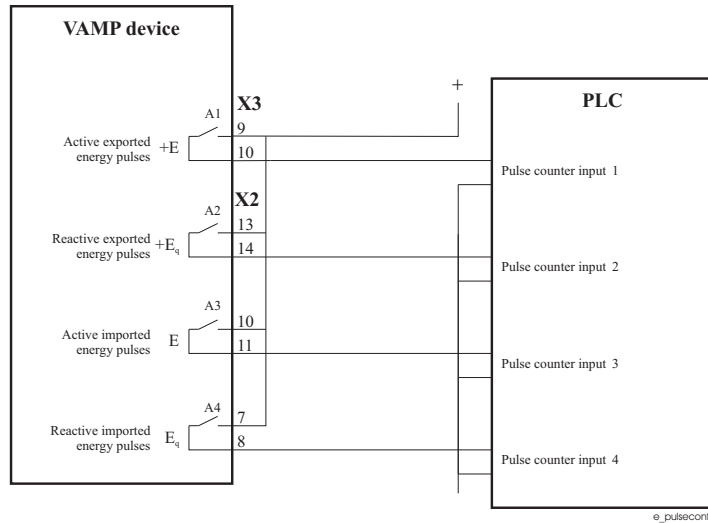 VAMP device
+
PLC
X3
A1
9
Active exported
energy pulses
+E
10
Pulse counter input 1
X2
A2
13
Reactive exported
energy pulses
+Eq
14
Pulse counter input 2
A3
10
Active imported
energy pulses
E
11
Pulse counter input 3
A4
7
Reactive imported
energy pulses
Eq
8
Pulse counter input 4